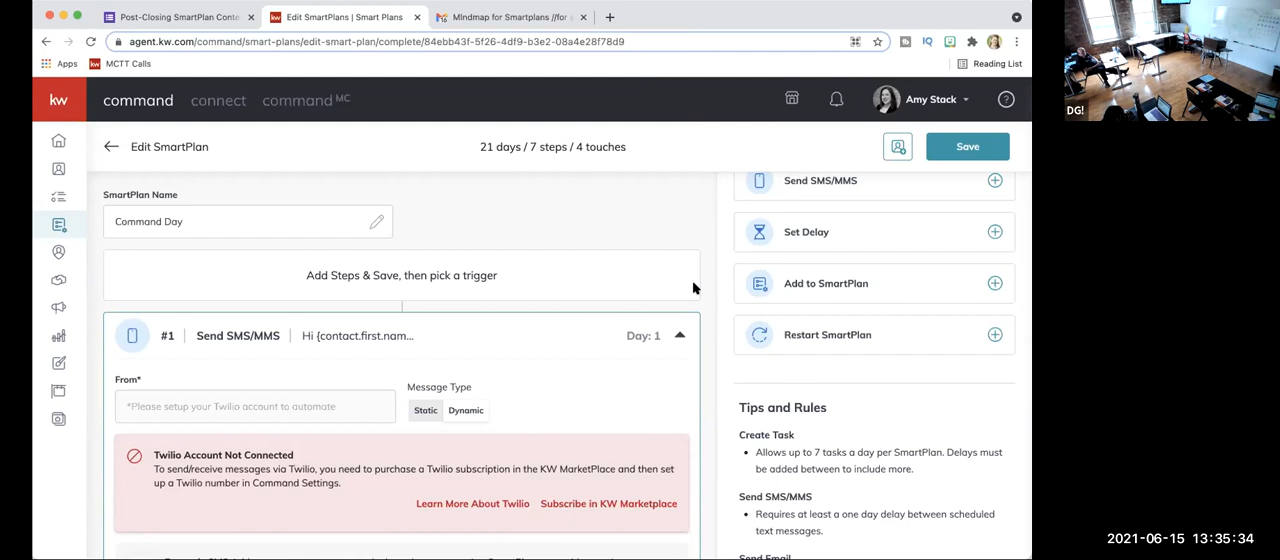 Post-Closing SmartPlan Conte
Edit SmartPlans | Smart Plans
MIndmap for Smartplans //for s
agent.kw.com/command/smart-plans/edit-smart-plan/complete/84ebb43f-5f26-4df9-b3e2-08a4e28f78d9
Apps
MCTT Calls
Reading List
kw
command
connect
command MC
Amy Stack
DG!
Edit SmartPlan
21 days / 7 steps / 4 touches
Save
SmartPlan Name
Command Day
Add Steps & Save, then pick a trigger
#1
Send SMS/MMS
Hi {contact.first.nam...
Day: 1
From*
*Please setup your Twilio account to automate
Message Type
Static
Dynamic
Twilio Account Not Connected
To send/receive messages via Twilio, you need to purchase a Twilio subscription in the KW MarketPlace and then set
up a Twilio number in Command Settings.
Learn More About Twilio
Subscribe in KW Marketplace
Send SMS/MMS
Set Delay
Add to SmartPlan
Restart SmartPlan
Tips and Rules
Create Task
Allows up to 7 tasks a day per SmartPlan. Delays must
be added between to include more.
Send SMS/MMS
Requires at least a one day delay between scheduled
text messages.
Send Email
2021-06-15 13:35:34